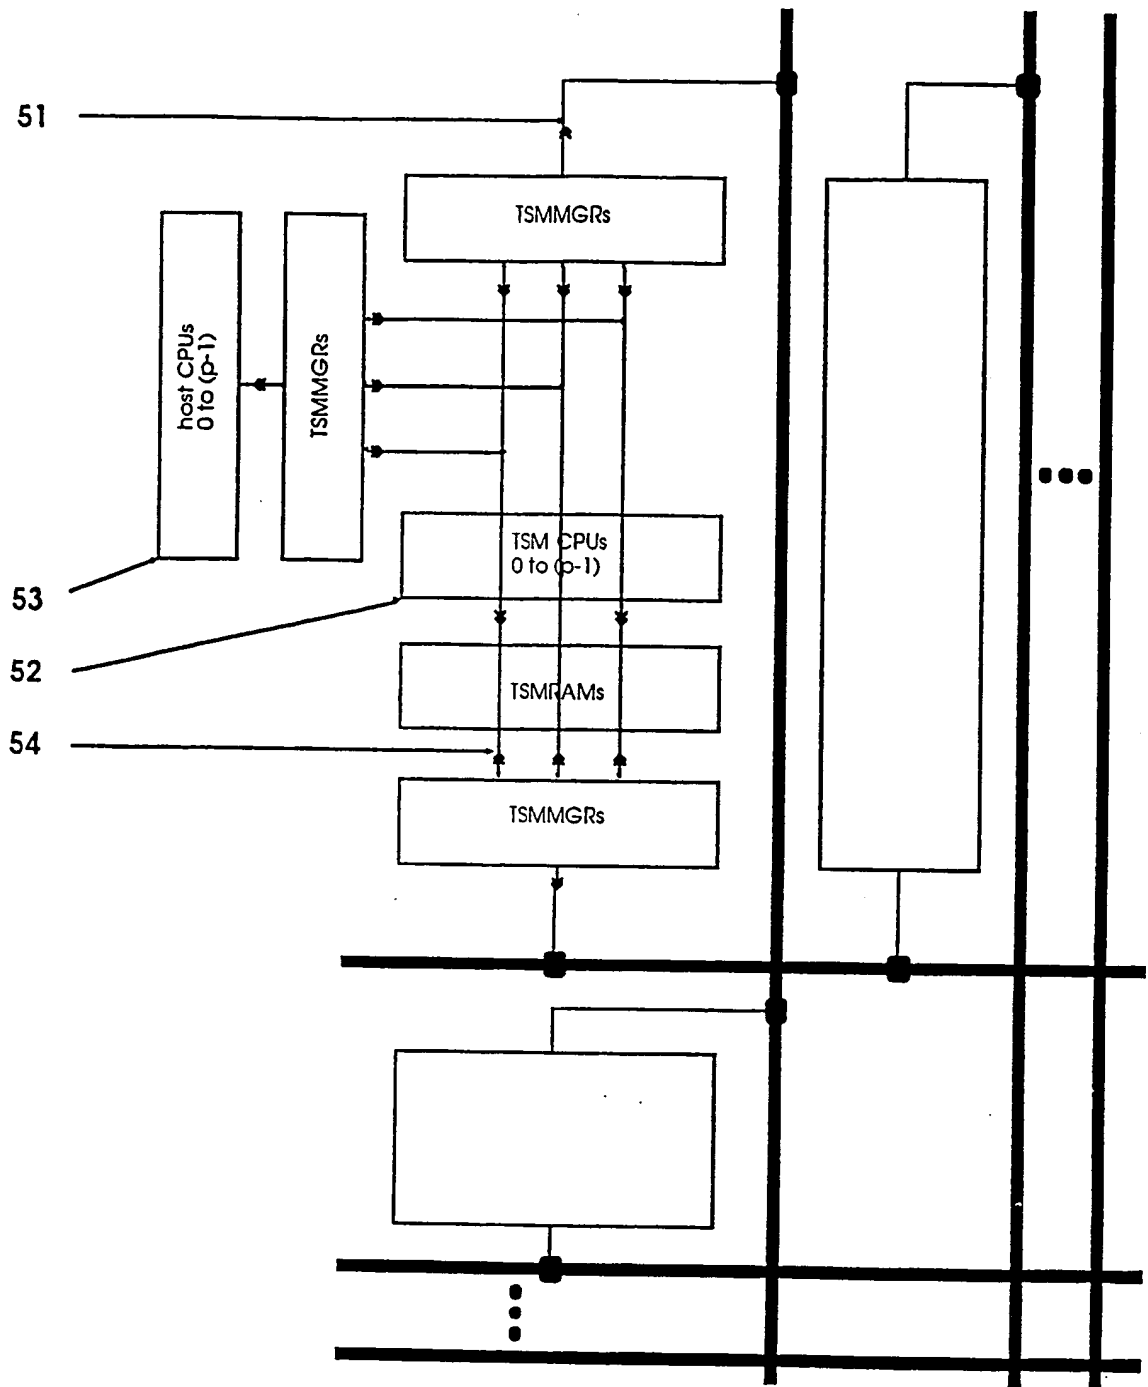 51
TSMMGRs
host CPUs
0 to (p-1)
TSMMGRs
TSM CPUs
0 to (p-1)
53
52
TSMRAMs
54
TSMMGRs